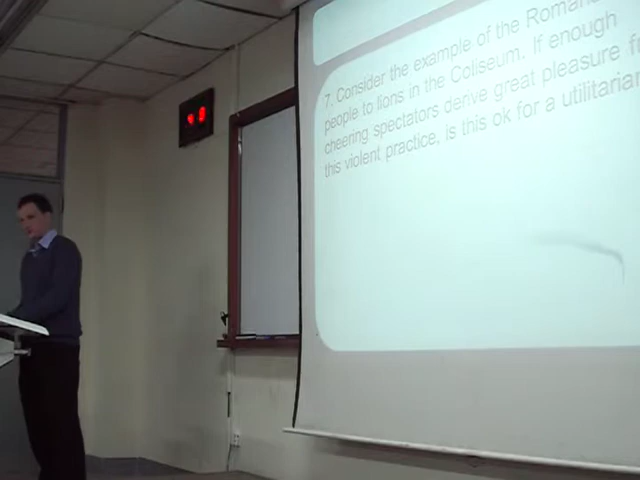 7. Consider the example of the Romans
people to lions in the Coliseum. If enough
cheering spectators derive great pleasure
this violent practice, is this ok for a utilitarian